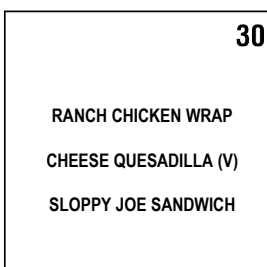 30
RANCH CHICKEN WRAP
CHEESE QUESADILLA (V)
SLOPPY JOE SANDWICH